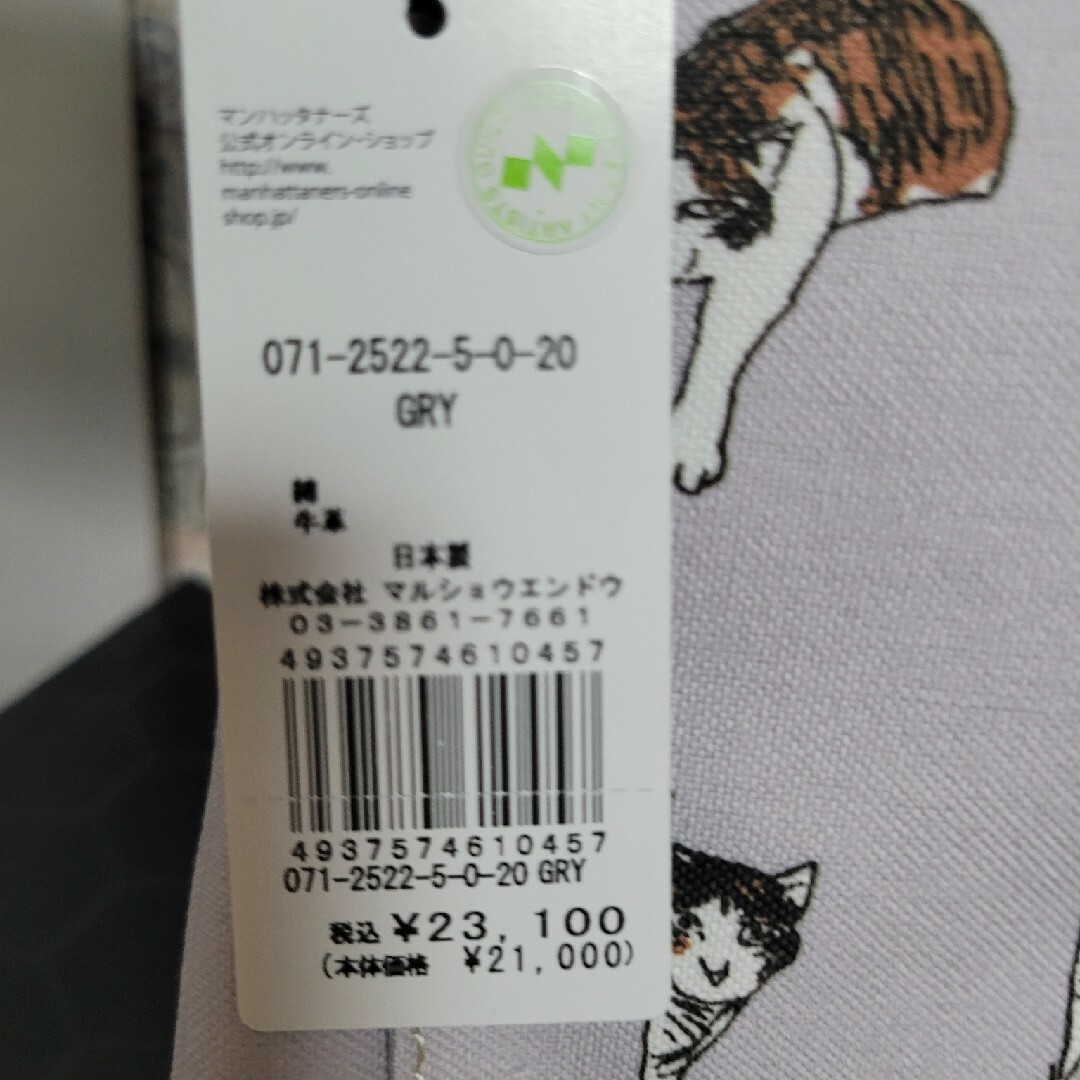 マンハッタナーズ
公式オンライン・ショップ
http://www.
manhattaners-online
shop.jp/
071-2522-5-0-20
GRY
綿
牛革
日本製
株式会社 マルショウエンドウ
03-3861-7661
4937574610457
4937574610457
071-2522-5-0-20 GRY
税込 ¥23,100
(本体価格 ¥21,000)